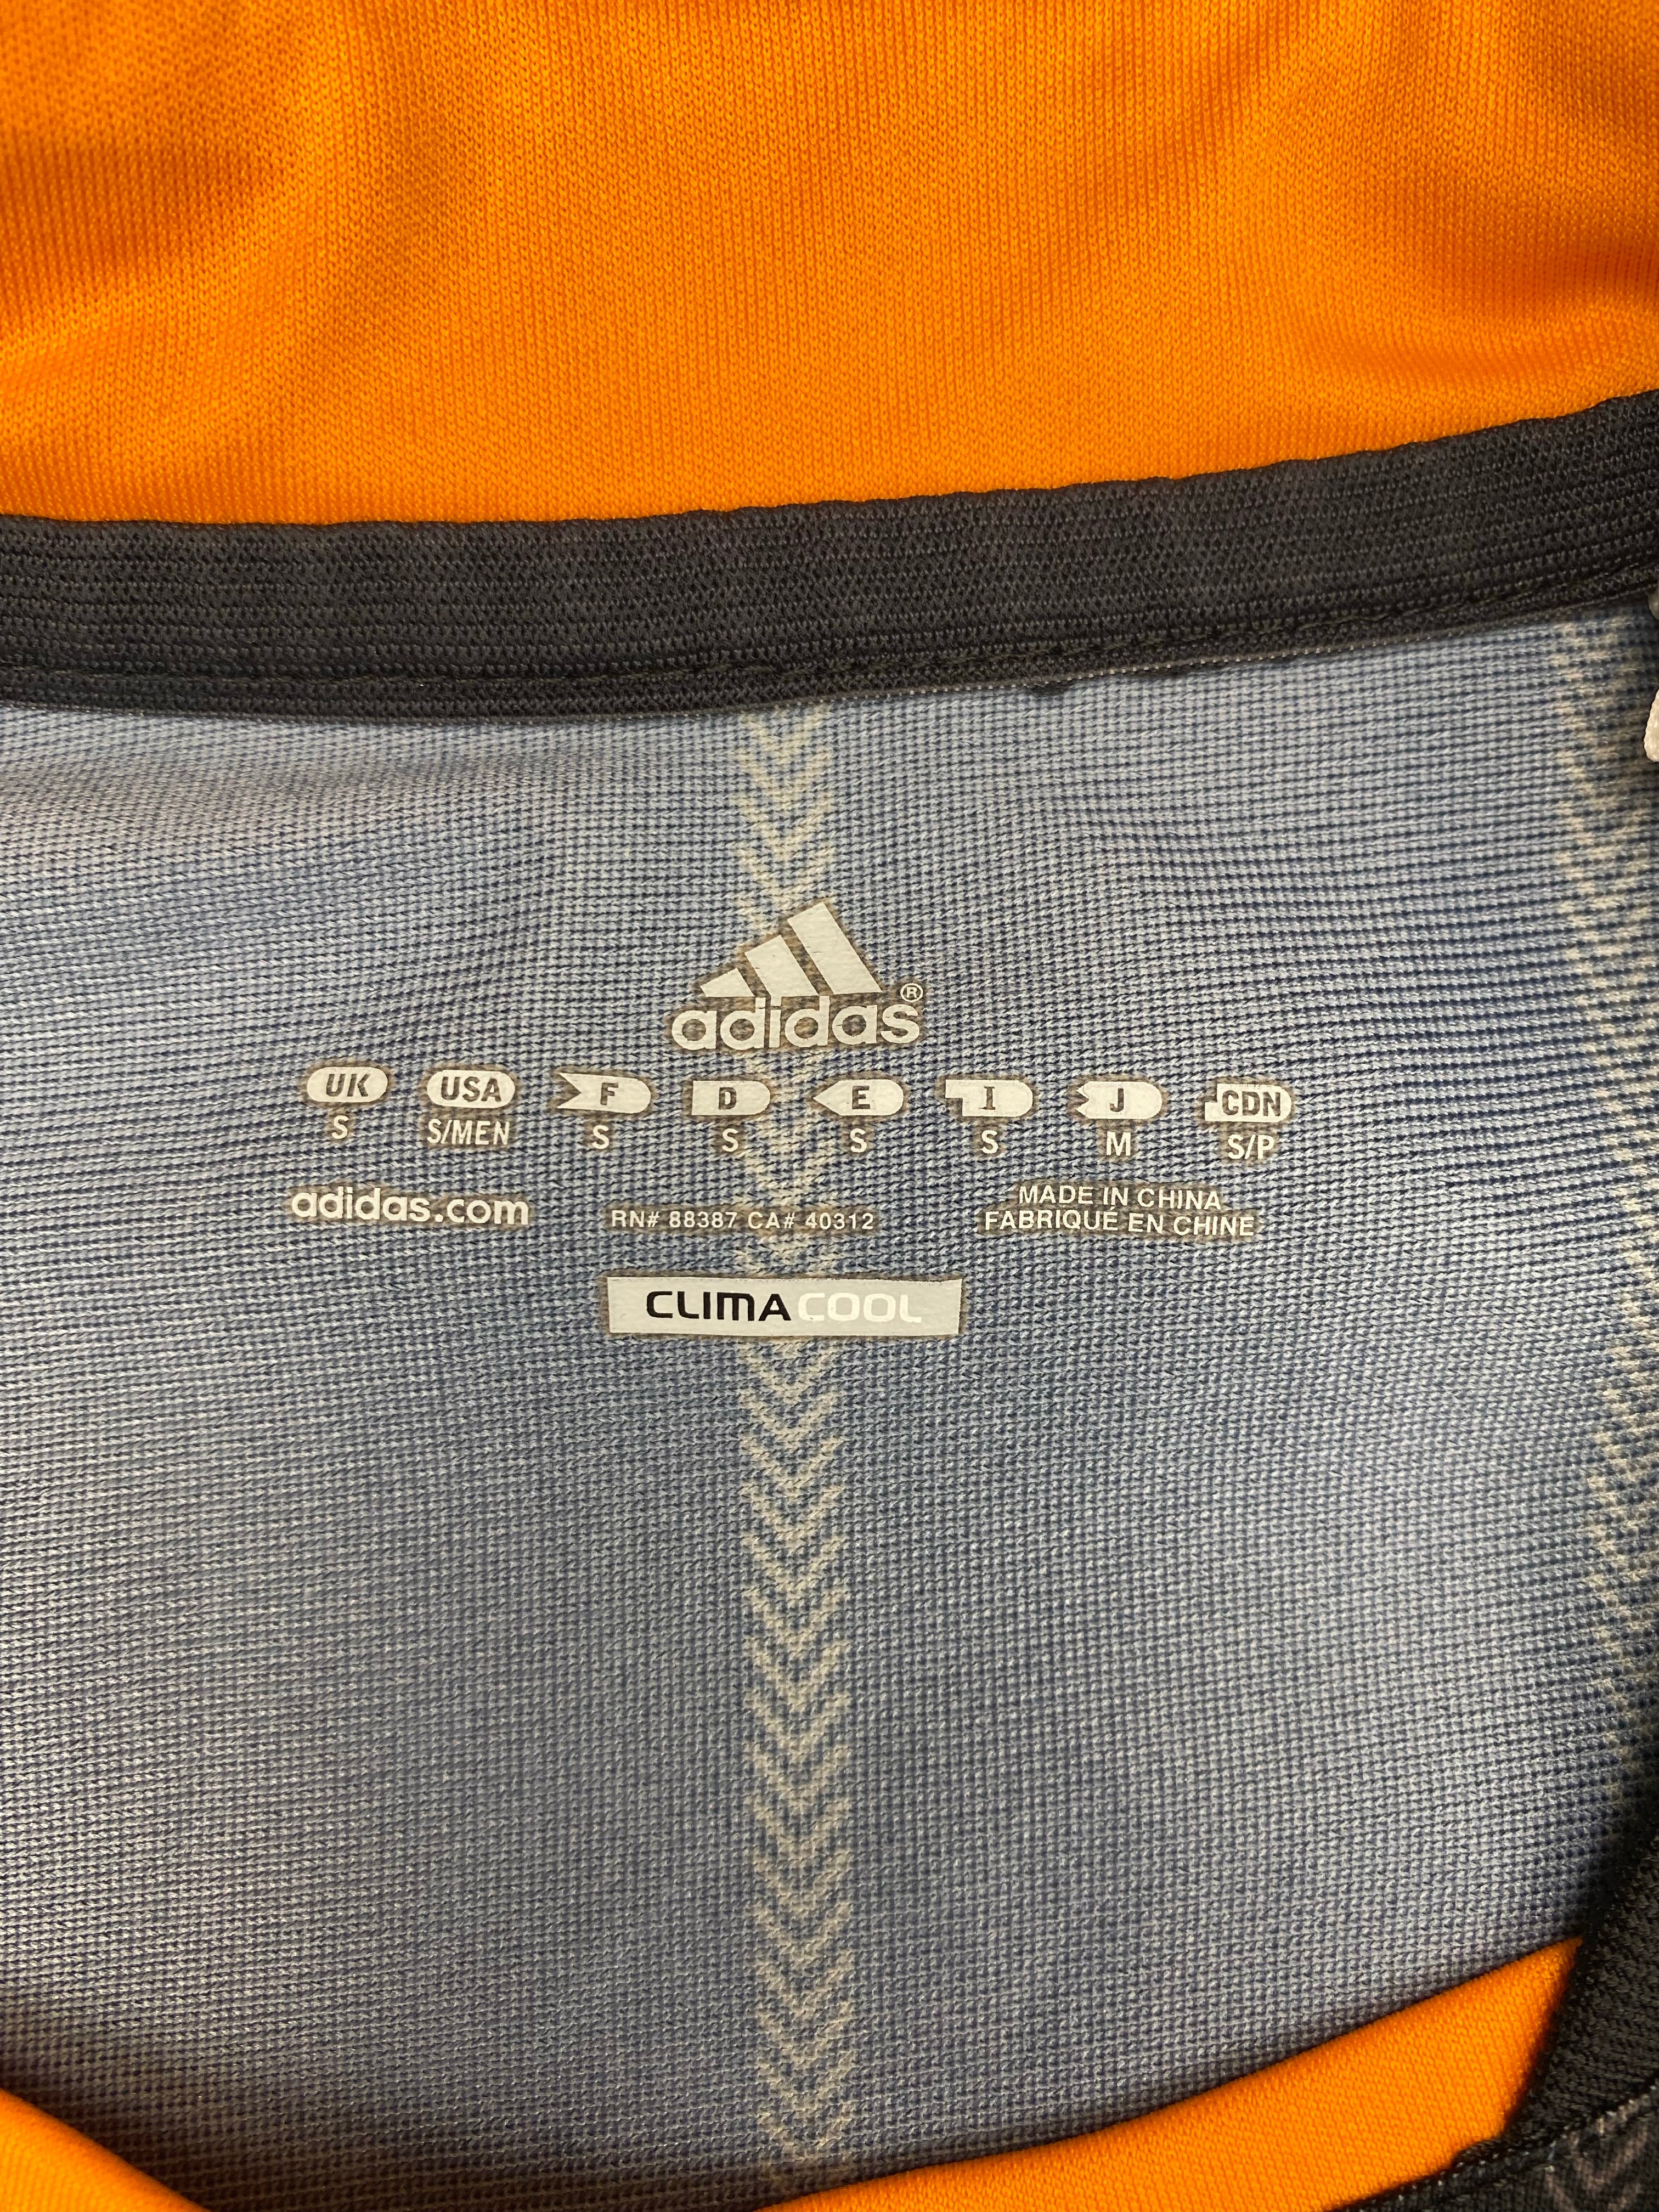 adidas®
UK USA F D E I J CDN
S S/MEN S S S S M S/P
adidas.com
RN# 88387 CA# 40312
MADE IN CHINA
FABRIQUÉ EN CHINE
CLIMACOOL